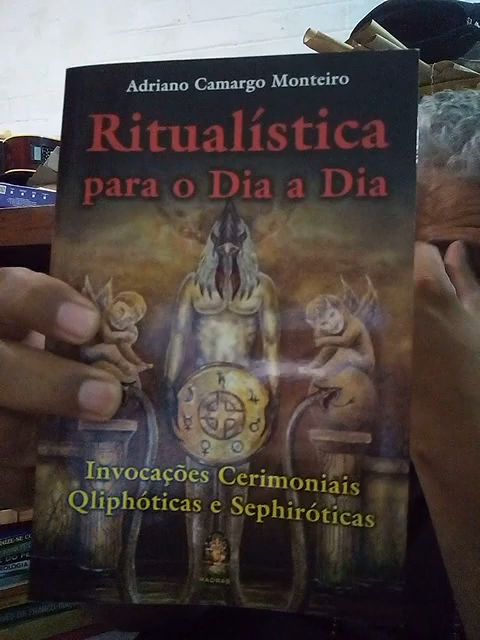 Adriano Camargo Monteiro
Ritualística
para o Dia a Dia
Invocações Cerimoniais
Qliphóticas e Sephiróticas
MADRAS